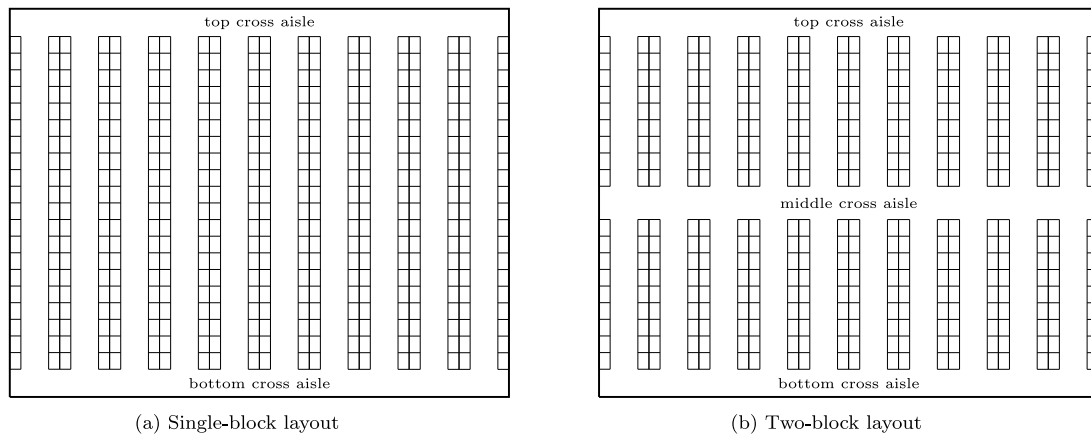 top cross aisle
bottom cross aisle
(a) Single-block layout
top cross aisle
middle cross aisle
bottom cross aisle
(b) Two-block layout